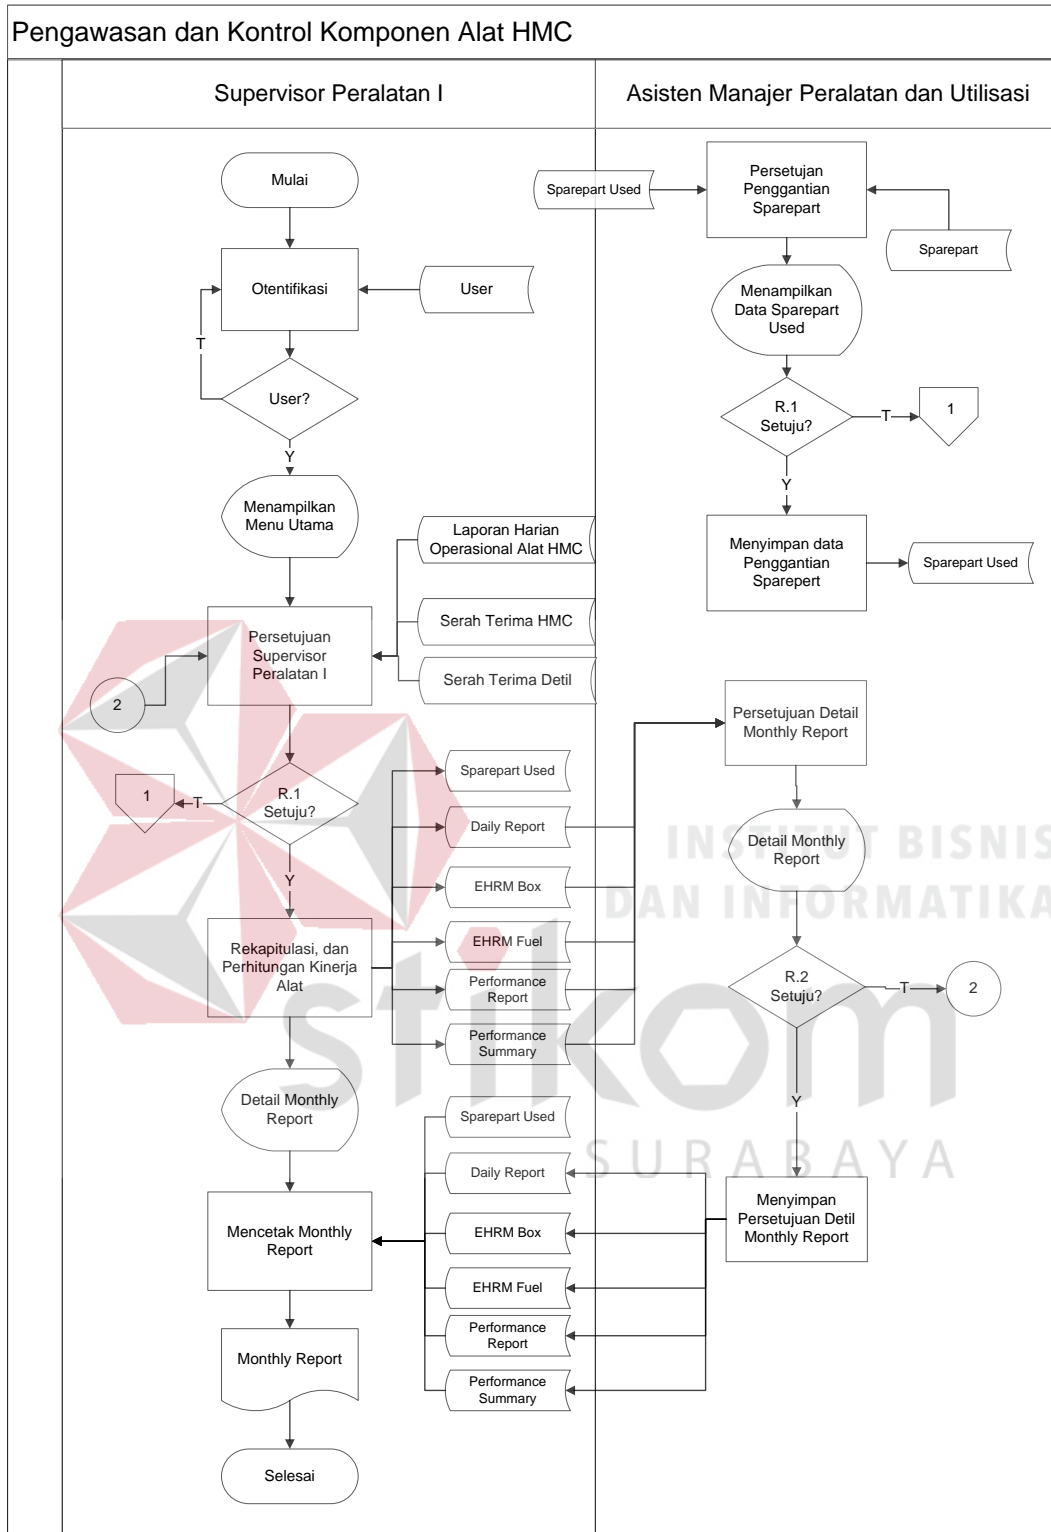 Pengawasan dan Kontrol Komponen Alat HMC
Supervisor Peralatan I
Asisten Manajer Peralatan dan Utilisasi
Mulai
Otentifikasi
User
T
User?
Y
Menampilkan
Menu Utama
Laporan Harian
Operasional Alat HMC
Serah Terima HMC
Serah Terima Detil
Persetujuan
Supervisor
Peralatan I
2
R.1
Setuju?
T
1
Y
Rekapitulasi, dan
Perhitungan Kinerja
Alat
Sparepart Used
Daily Report
EHRM Box
EHRM Fuel
Performance
Report
Performance
Summary
Detail Monthly
Report
Sparepart Used
Daily Report
EHRM Box
EHRM Fuel
Performance
Report
Performance
Summary
Mencetak Monthly
Report
Monthly Report
Selesai
Sparepart Used
Persetujan
Penggantian
Sparepart
Sparepart
Menampilkan
Data Sparepart
Used
R.1
Setuju?
T
1
Y
Menyimpan data
Penggantian
Sparepert
Sparepart Used
Persetujuan Detail
Monthly Report
Detail Monthly
Report
R.2
Setuju?
T
2
Y
Menyimpan
Persetujuan Detil
Monthly Report
INSTITUT BISNIS
DAN INFORMATIKA
stikom
SURABAYA